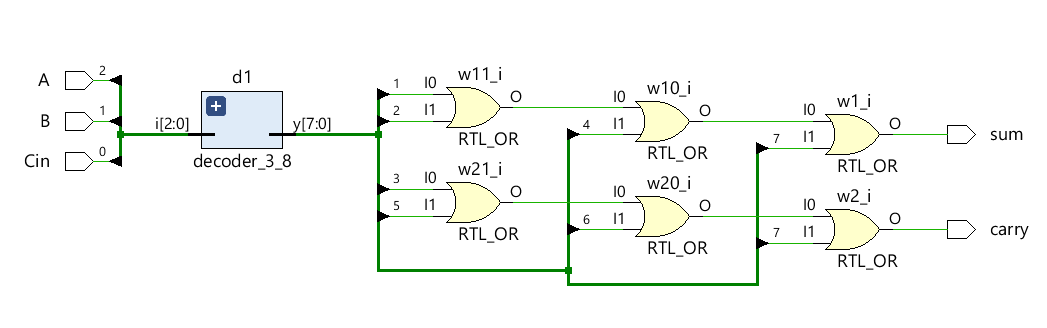 A
2
B
1
Cin
0
i[2:0]
d1
+
y[7:0]
decoder_3_8
1
I0
w11_i
O
2
I1
RTL_OR
3
I0
w21_i
O
5
I1
RTL_OR
I0
w10_i
O
4
I1
RTL_OR
I0
w20_i
O
6
I1
RTL_OR
I0
w1_i
O
7
I1
RTL_OR
sum
I0
w2_i
O
7
I1
RTL_OR
carry